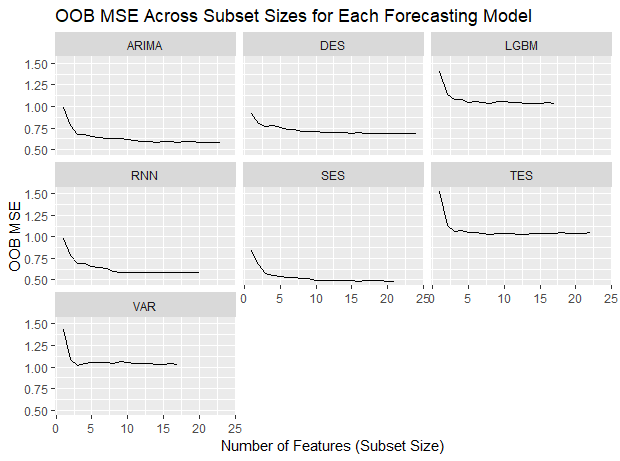 OOB MSE Across Subset Sizes for Each Forecasting Model
ARIMA DES LGBM
1.50
1.25
1.00
0.75
0.50
RNN SES TES
1.50
1.25
1.00
0.75
0.50
0 5 10 15 20 25 0 5 10 15 20 25
VAR
1.50
1.25
1.00
0.75
0.50
0 5 10 15 20 25
OOB MSE
Number of Features (Subset Size)